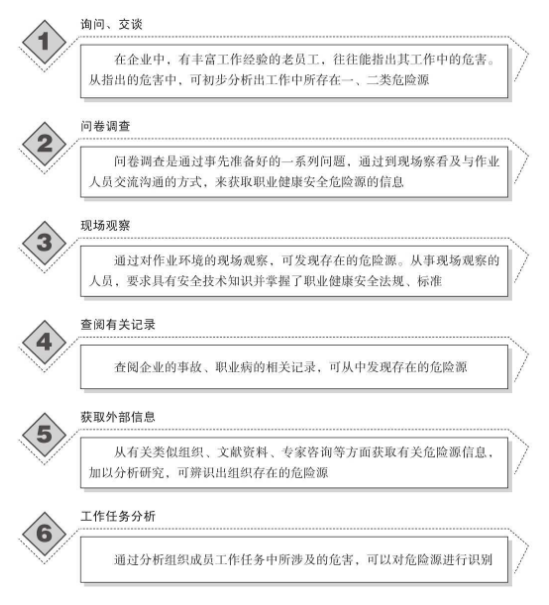 1
询问、交谈
在企业中，有丰富工作经验的老员工，往往能指出其工作中的危害。
从指出的危害中，可初步分析出工作中所存在一、二类危险源
2
问卷调查
问卷调查是通过事先准备好的一系列问题，通过到现场察看及与作业
人员交流沟通的方式，来获取职业健康安全危险源的信息
3
现场观察
通过对作业环境的现场观察，可发现存在的危险源。从事现场观察的
人员，要求具有安全技术知识并掌握了职业健康安全法规、标准
4
查阅有关记录
查阅企业的事故、职业病的相关记录，可从中发现存在的危险源
5
获取外部信息
从有关类似组织、文献资料、专家咨询等方面获取有关危险源信息，
加以分析研究，可辨识出组织存在的危险源
6
工作任务分析
通过分析组织成员工作任务中所涉及的危害，可以对危险源进行识别